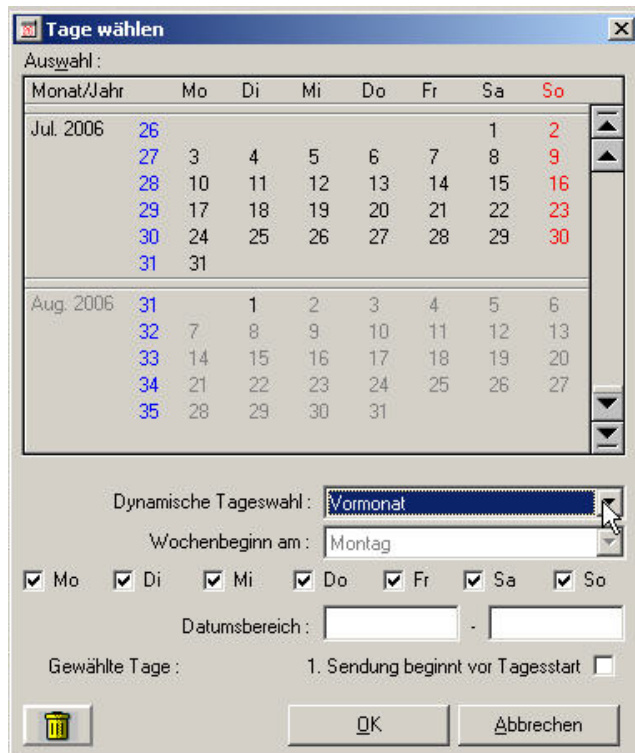 Tage wählen
Auswahl :
Monat/Jahr Mo Di Mi Do Fr Sa So
Jul. 2006 26 1 2
27 3 4 5 6 7 8 9
28 10 11 12 13 14 15 16
29 17 18 19 20 21 22 23
30 24 25 26 27 28 29 30
31 31
Aug. 2006 31 1 2 3 4 5 6
32 7 8 9 10 11 12 13
33 14 15 16 17 18 19 20
34 21 22 23 24 25 26 27
35 28 29 30 31
Dynamische Tageswahl : Vormonat
Wochenbeginn am : Montag
Mo Di Mi Do Fr Sa So
Datumsbereich : -
Gewählte Tage : 1. Sendung beginnt vor Tagesstart
OK Abbrechen